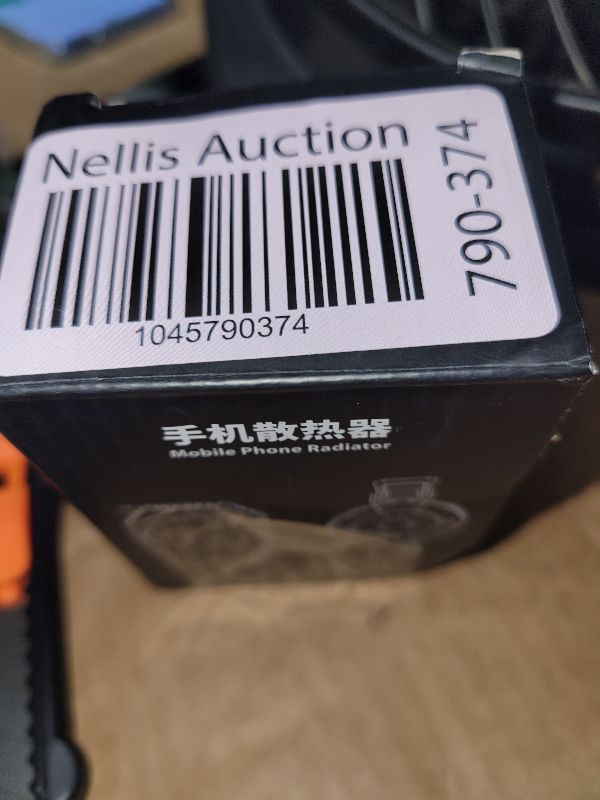 Nellis Auction
790-374
1045790374
手机散热器
Mobile Phone Radiator